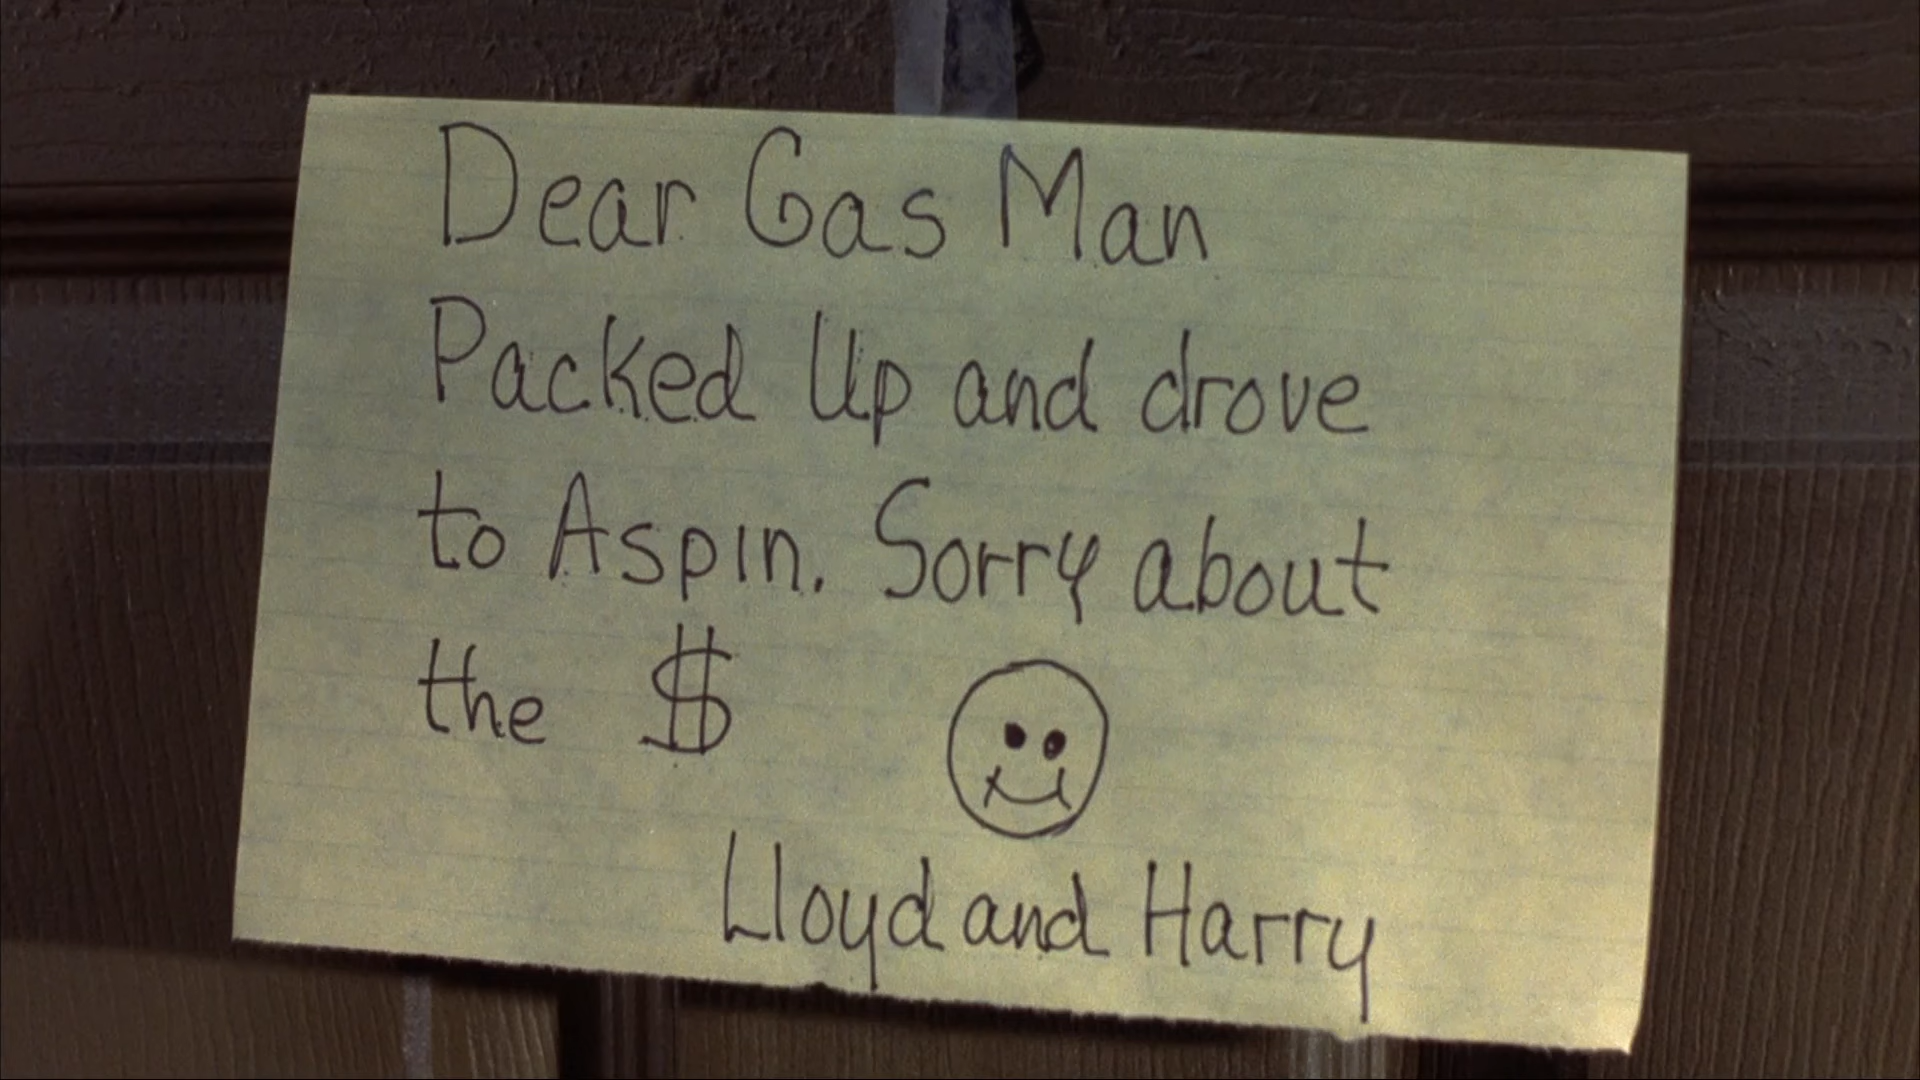 Dear Gas Man
Packed Up and drove
to Aspin. Sorry about
the $
Lloyd and Harry